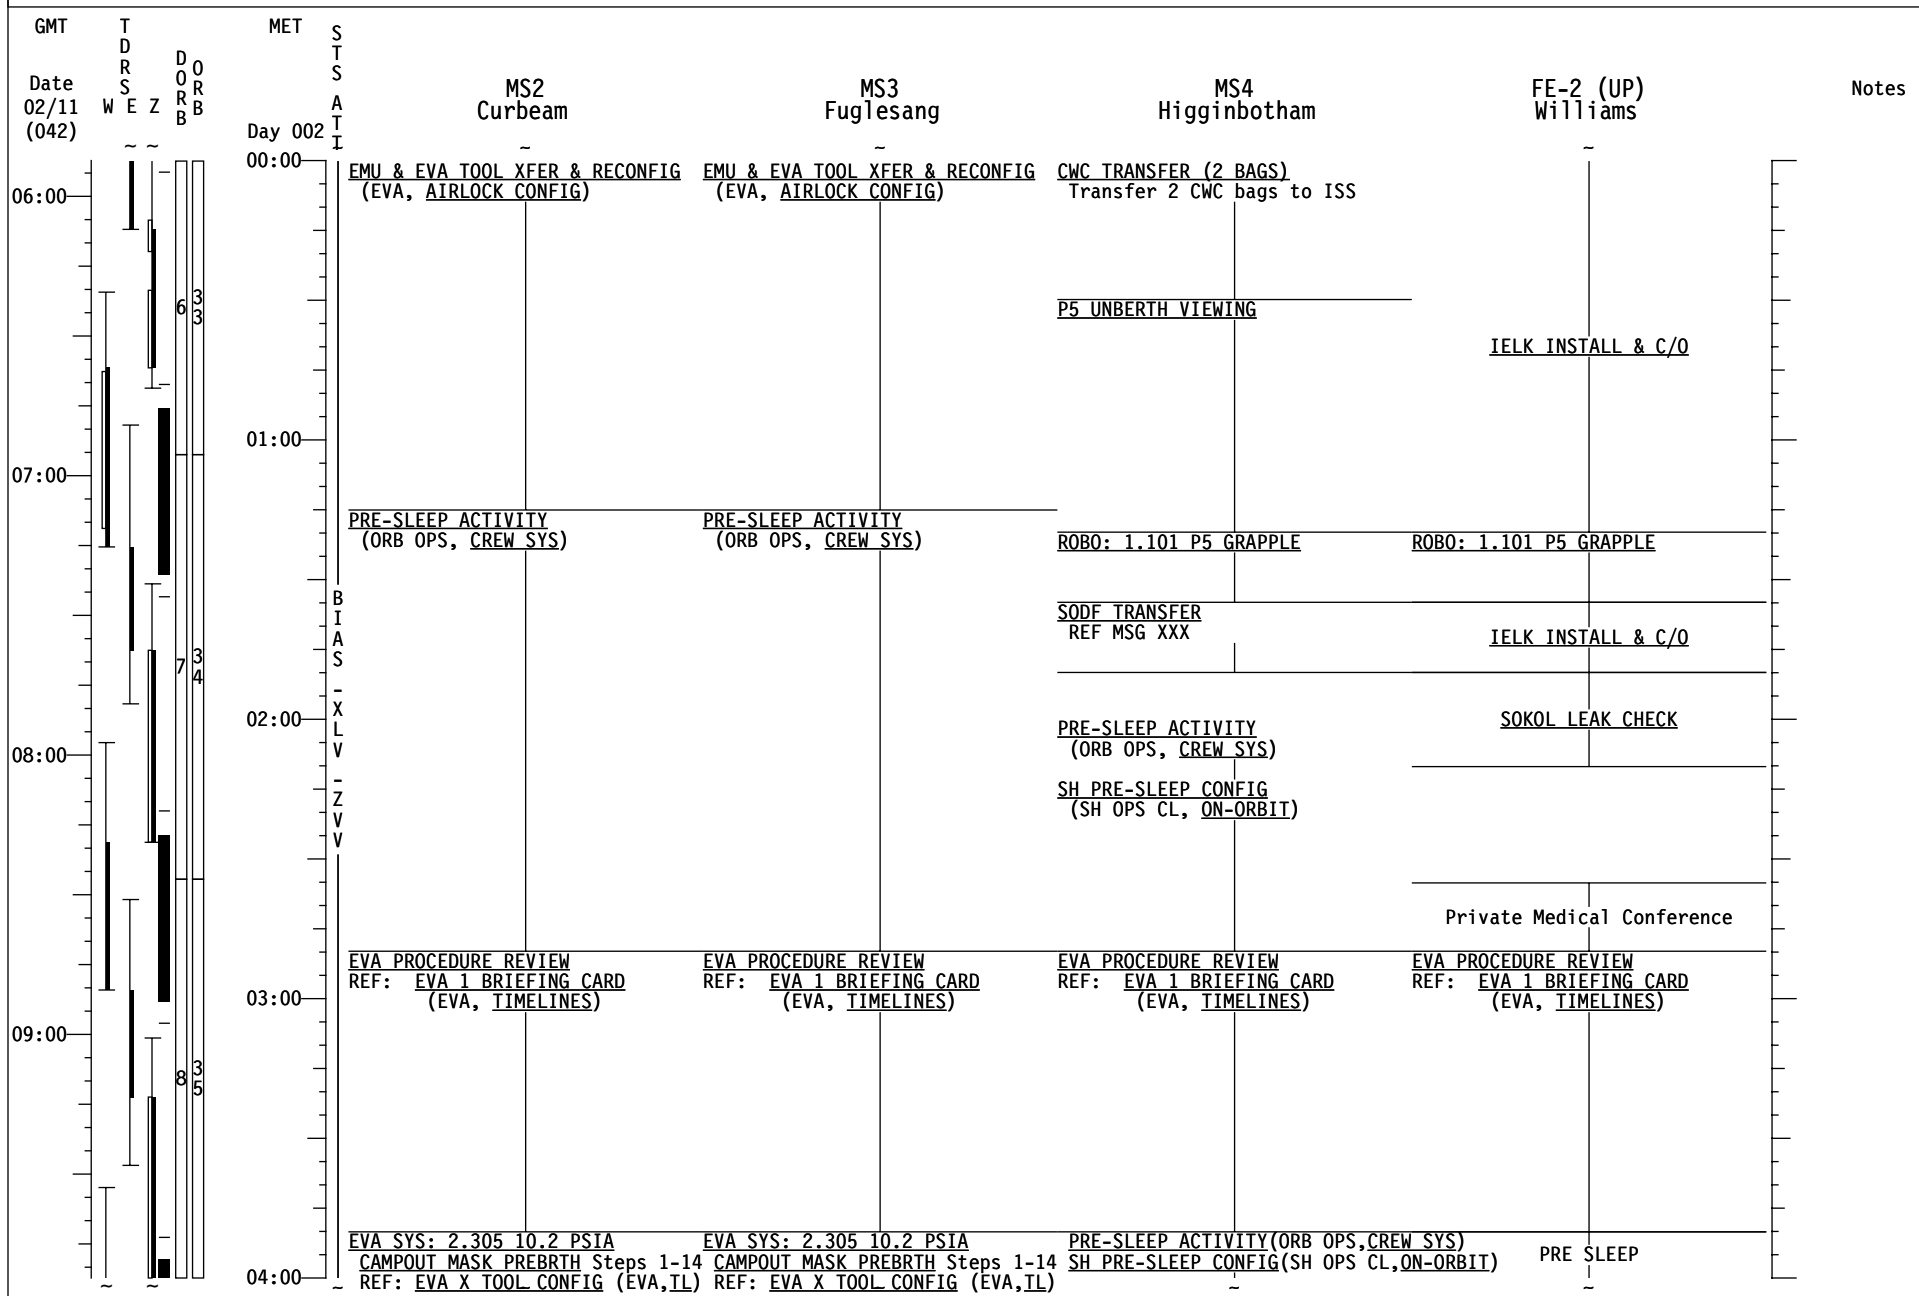 GMT
Date
02/11
(042)
TDRS
W E Z
DORB
ORB
MET
Day 002
STS ATT
MS2
Curbeam
MS3
Fuglesang
MS4
Higginbotham
FE-2 (UP)
Williams
Notes
~ ~ ~ ~ ~
00:00
EMU & EVA TOOL XFER & RECONFIG
(EVA, AIRLOCK CONFIG)
EMU & EVA TOOL XFER & RECONFIG
(EVA, AIRLOCK CONFIG)
CWC TRANSFER (2 BAGS)
Transfer 2 CWC bags to ISS
06:00
6
33
P5 UNBERTH VIEWING
IELK INSTALL & C/O
01:00
07:00
PRE-SLEEP ACTIVITY
(ORB OPS, CREW SYS)
PRE-SLEEP ACTIVITY
(ORB OPS, CREW SYS)
ROBO: 1.101 P5 GRAPPLE
ROBO: 1.101 P5 GRAPPLE
BIAS -XLV -ZVV
SODF TRANSFER
REF MSG XXX
IELK INSTALL & C/O
7
34
02:00
SOKOL LEAK CHECK
08:00
PRE-SLEEP ACTIVITY
(ORB OPS, CREW SYS)
SH PRE-SLEEP CONFIG
(SH OPS CL, ON-ORBIT)
Private Medical Conference
EVA PROCEDURE REVIEW
REF: EVA 1 BRIEFING CARD
(EVA, TIMELINES)
EVA PROCEDURE REVIEW
REF: EVA 1 BRIEFING CARD
(EVA, TIMELINES)
EVA PROCEDURE REVIEW
REF: EVA 1 BRIEFING CARD
(EVA, TIMELINES)
EVA PROCEDURE REVIEW
REF: EVA 1 BRIEFING CARD
(EVA, TIMELINES)
03:00
09:00
8
35
EVA SYS: 2.305 10.2 PSIA
CAMPOUT MASK PREBRTH Steps 1-14
REF: EVA X TOOL CONFIG (EVA,TL)
EVA SYS: 2.305 10.2 PSIA
CAMPOUT MASK PREBRTH Steps 1-14
REF: EVA X TOOL CONFIG (EVA,TL)
PRE-SLEEP ACTIVITY(ORB OPS,CREW SYS)
SH PRE-SLEEP CONFIG(SH OPS CL,ON-ORBIT)
PRE SLEEP
04:00
~ ~ ~ ~ ~